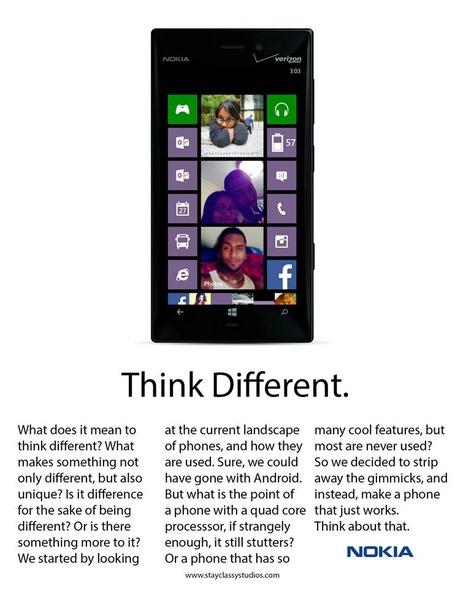 NOKIA
verizon
3:03
57
27
Photos
Think Different.
What does it mean to
think different? What
makes something not
only different, but also
unique? Is it difference
for the sake of being
different? Or is there
something more to it?
We started by looking
at the current landscape
of phones, and how they
are used. Sure, we could
have gone with Android.
But what is the point of
a phone with a quad core
processsor, if strangely
enough, it still stutters?
Or a phone that has so
many cool features, but
most are never used?
So we decided to strip
away the gimmicks, and
instead, make a phone
that just works.
Think about that.
NOKIA
www.stayclassystudios.com